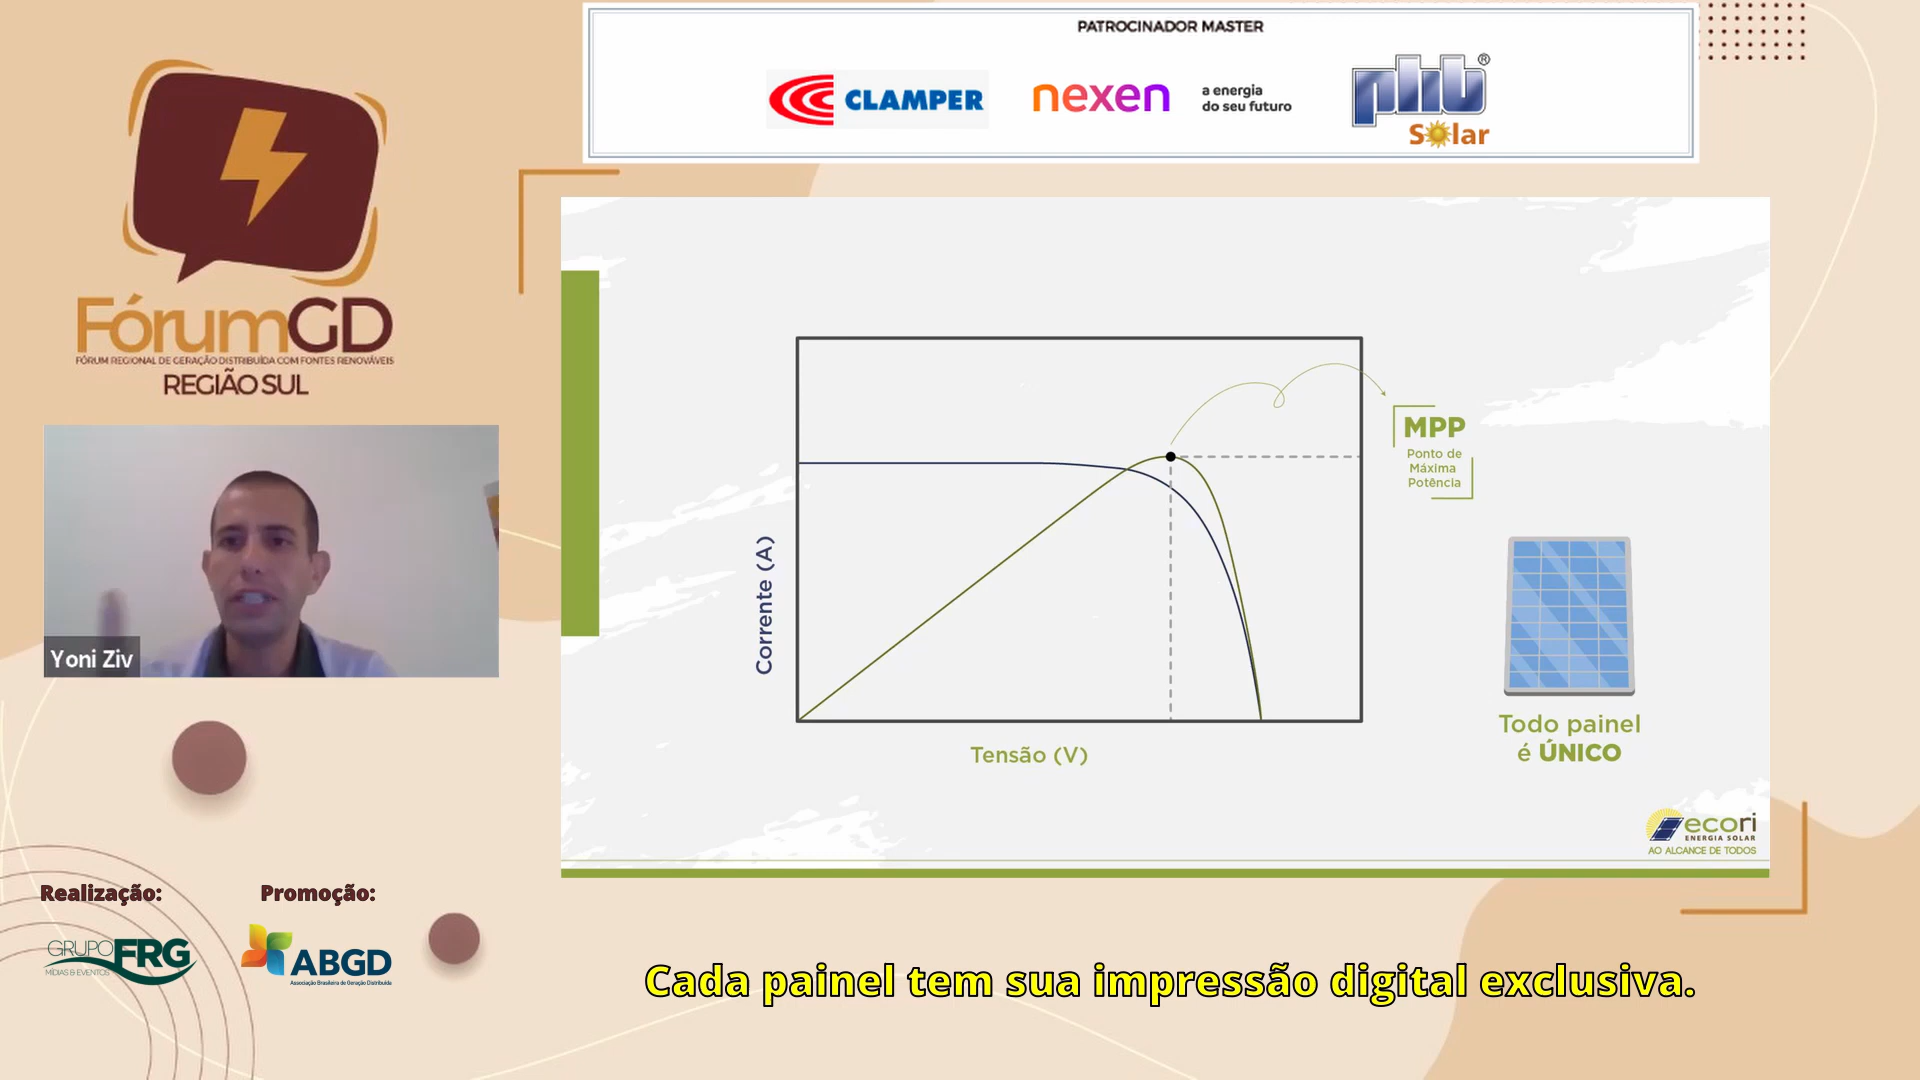 PATROCINADOR MASTER
CLAMPER
nexen
a energia
do seu futuro
phb®
Solar
FórumGD
FÓRUM REGIONAL DE GERAÇÃO DISTRIBUÍDA COM FONTES RENOVÁVEIS
REGIÃO SUL
Yoni Ziv
Corrente (A)
Tensão (V)
MPP
Ponto de
Máxima
Potência
Todo painel
é ÚNICO
ecori
ENERGIA SOLAR
AO ALCANCE DE TODOS
Realização:
GRUPO FRG
MÍDIAS & EVENTOS
Promoção:
ABGD
Associação Brasileira de Geração Distribuída
Cada painel tem sua impressão digital exclusiva.